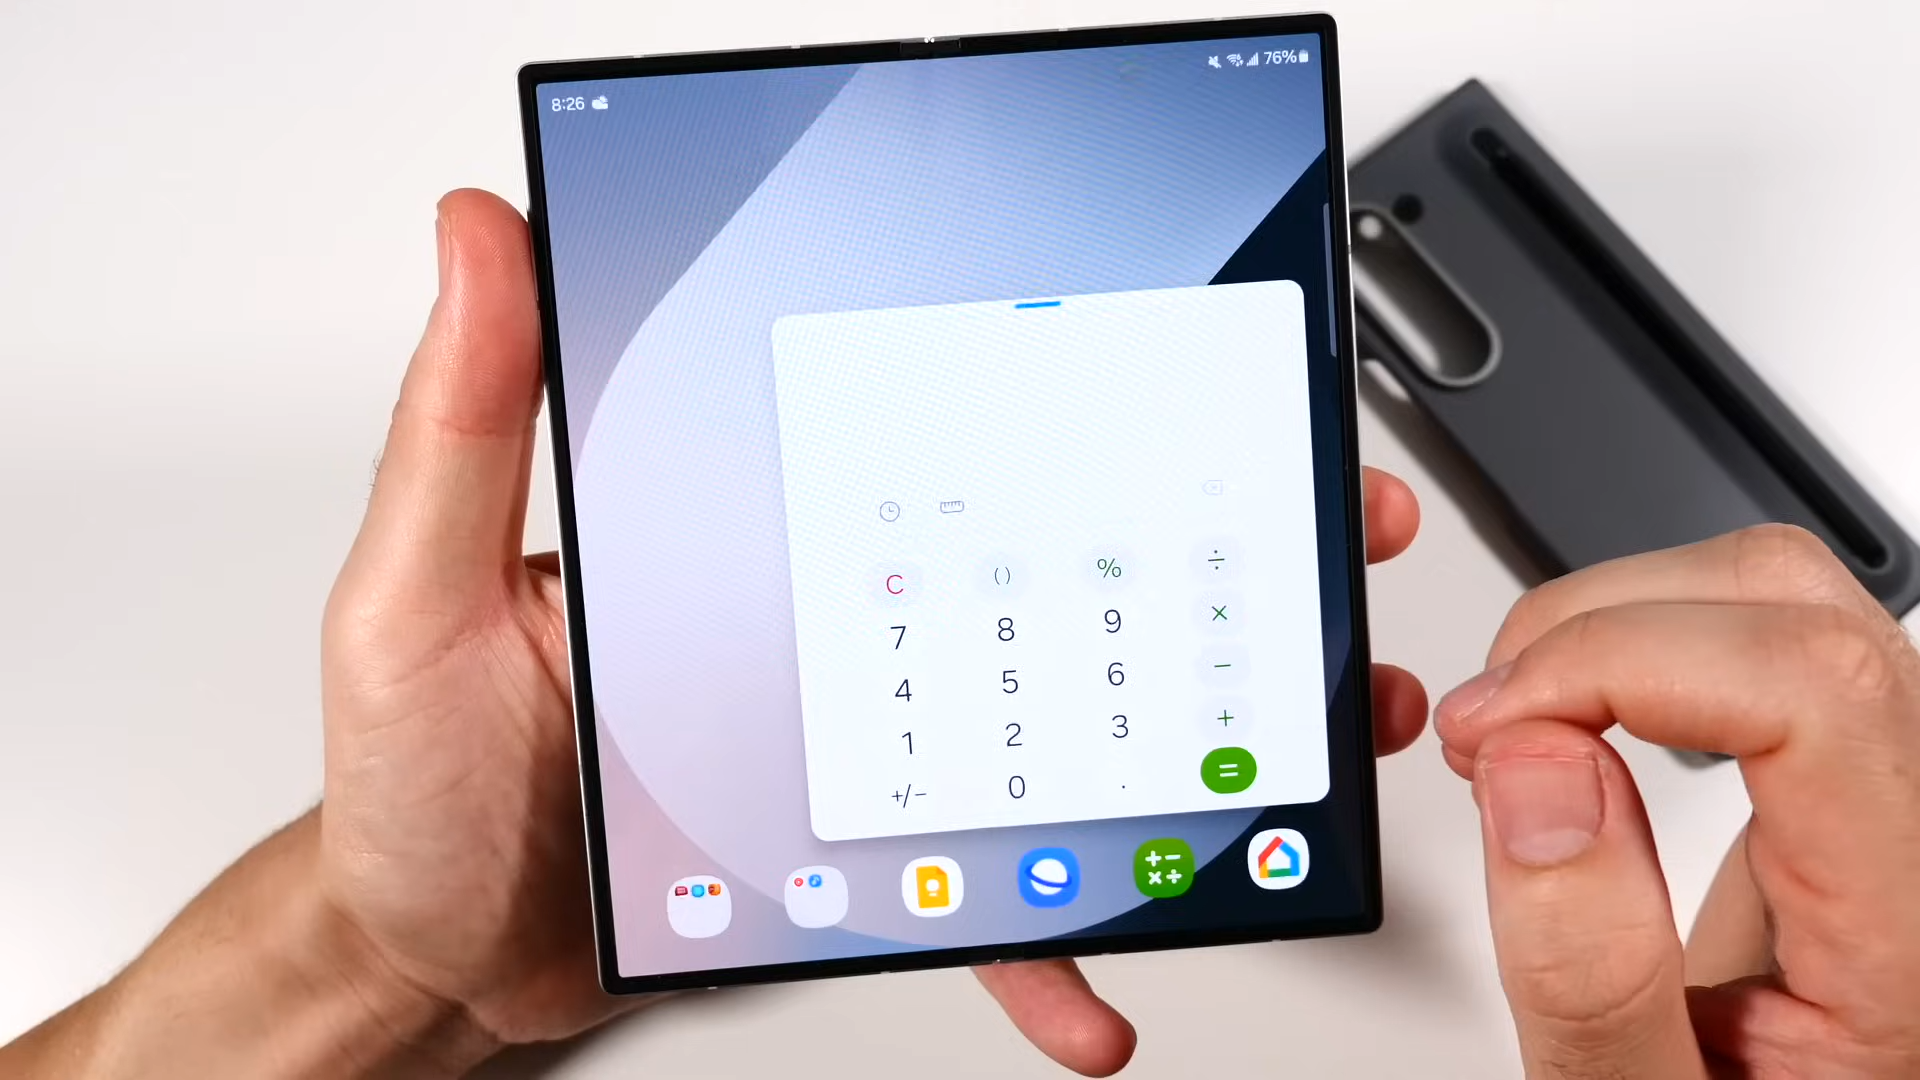 8:26 76%
C () % ÷
7 8 9 ×
4 5 6 −
1 2 3 +
+/− 0 . =
+−
×÷